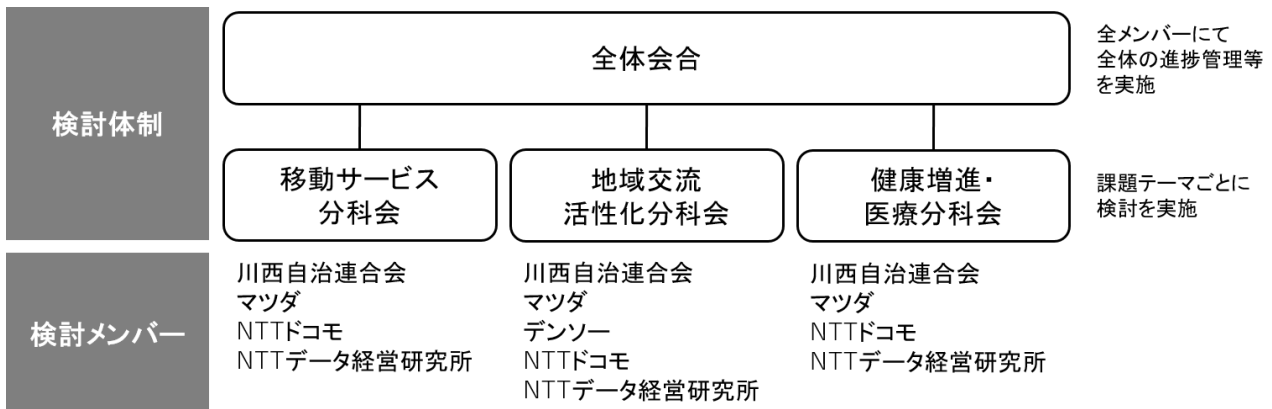 検討体制
全体会合
全メンバーにて
全体の進捗管理等
を実施
移動サービス
分科会
地域交流
活性化分科会
健康増進・
医療分科会
課題テーマごとに
検討を実施
検討メンバー
川西自治連合会
マツダ
NTTドコモ
NTTデータ経営研究所
川西自治連合会
マツダ
デンソー
NTTドコモ
NTTデータ経営研究所
川西自治連合会
マツダ
NTTドコモ
NTTデータ経営研究所